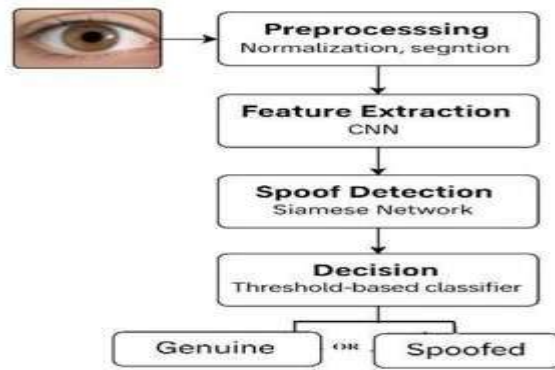 Preprocesssing
Normalization, segntion
Feature Extraction
CNN
Spoof Detection
Siamese Network
Decision
Threshold-based classifier
Genuine OR Spoofed